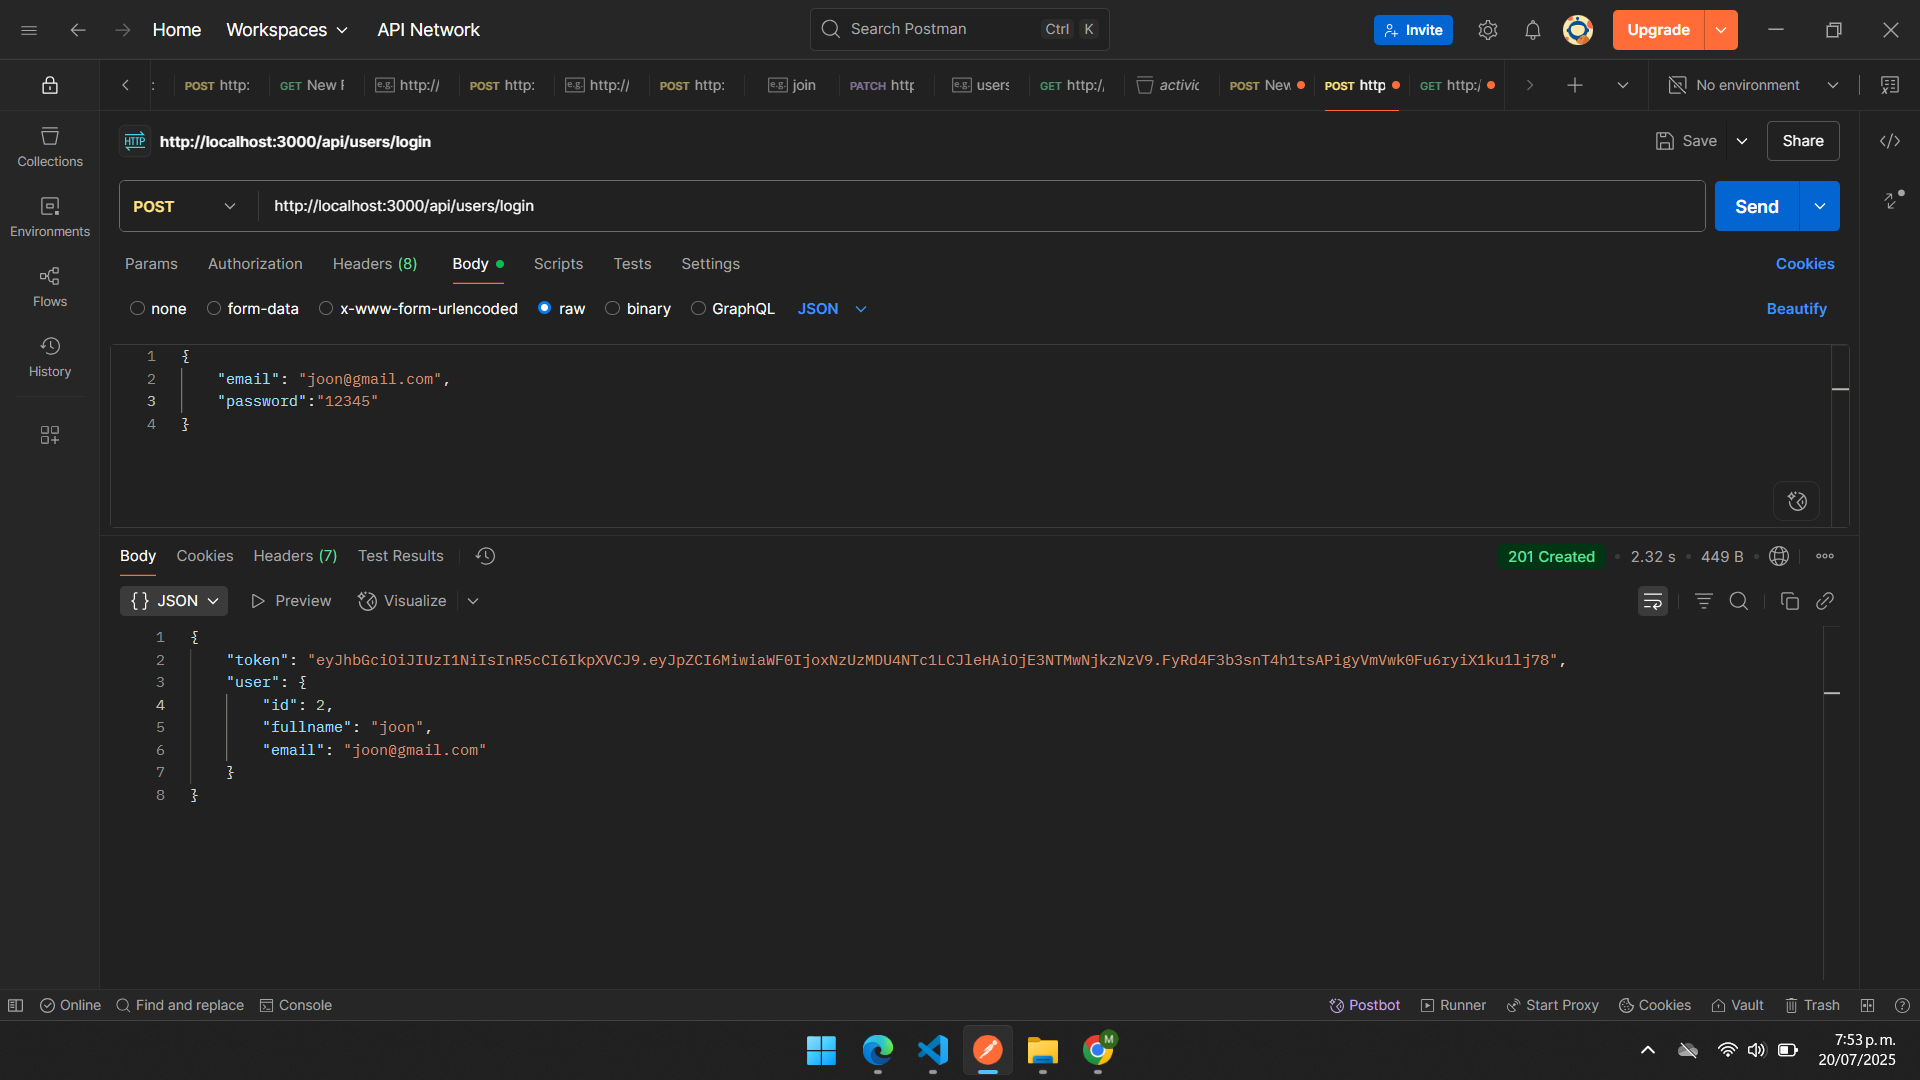 Home Workspaces API Network Search Postman Ctrl K Invite Upgrade
POST http: GET New F e.g. http:// POST http: e.g. http:// POST http: e.g. join PATCH http e.g. users GET http:/ activic POST New POST http GET http:/ No environment
HTTP http://localhost:3000/api/users/login Save Share
Collections
POST http://localhost:3000/api/users/login Send
Environments
Params Authorization Headers (8) Body Scripts Tests Settings Cookies
Flows
none form-data x-www-form-urlencoded raw binary GraphQL JSON Beautify
History
1 {
2 "email": "joon@gmail.com",
3 "password":"12345"
4 }
Body Cookies Headers (7) Test Results 201 Created 2.32 s 449 B
{} JSON Preview Visualize
1 {
2 "token": "eyJhbGciOiJIUzI1NiIsInR5cCI6IkpXVCJ9.eyJpZCI6MiwiaWF0IjoxNzUzMDU4NTc1LCJleHAiOjE3NTMwNjkzNzV9.FyRd4F3b3snT4h1tsAPigyVmVwk0Fu6ryiX1ku1lj78",
3 "user": {
4 "id": 2,
5 "fullname": "joon",
6 "email": "joon@gmail.com"
7 }
8 }
Online Find and replace Console Postbot Runner Start Proxy Cookies Vault Trash
M
7:53 p. m.
20/07/2025